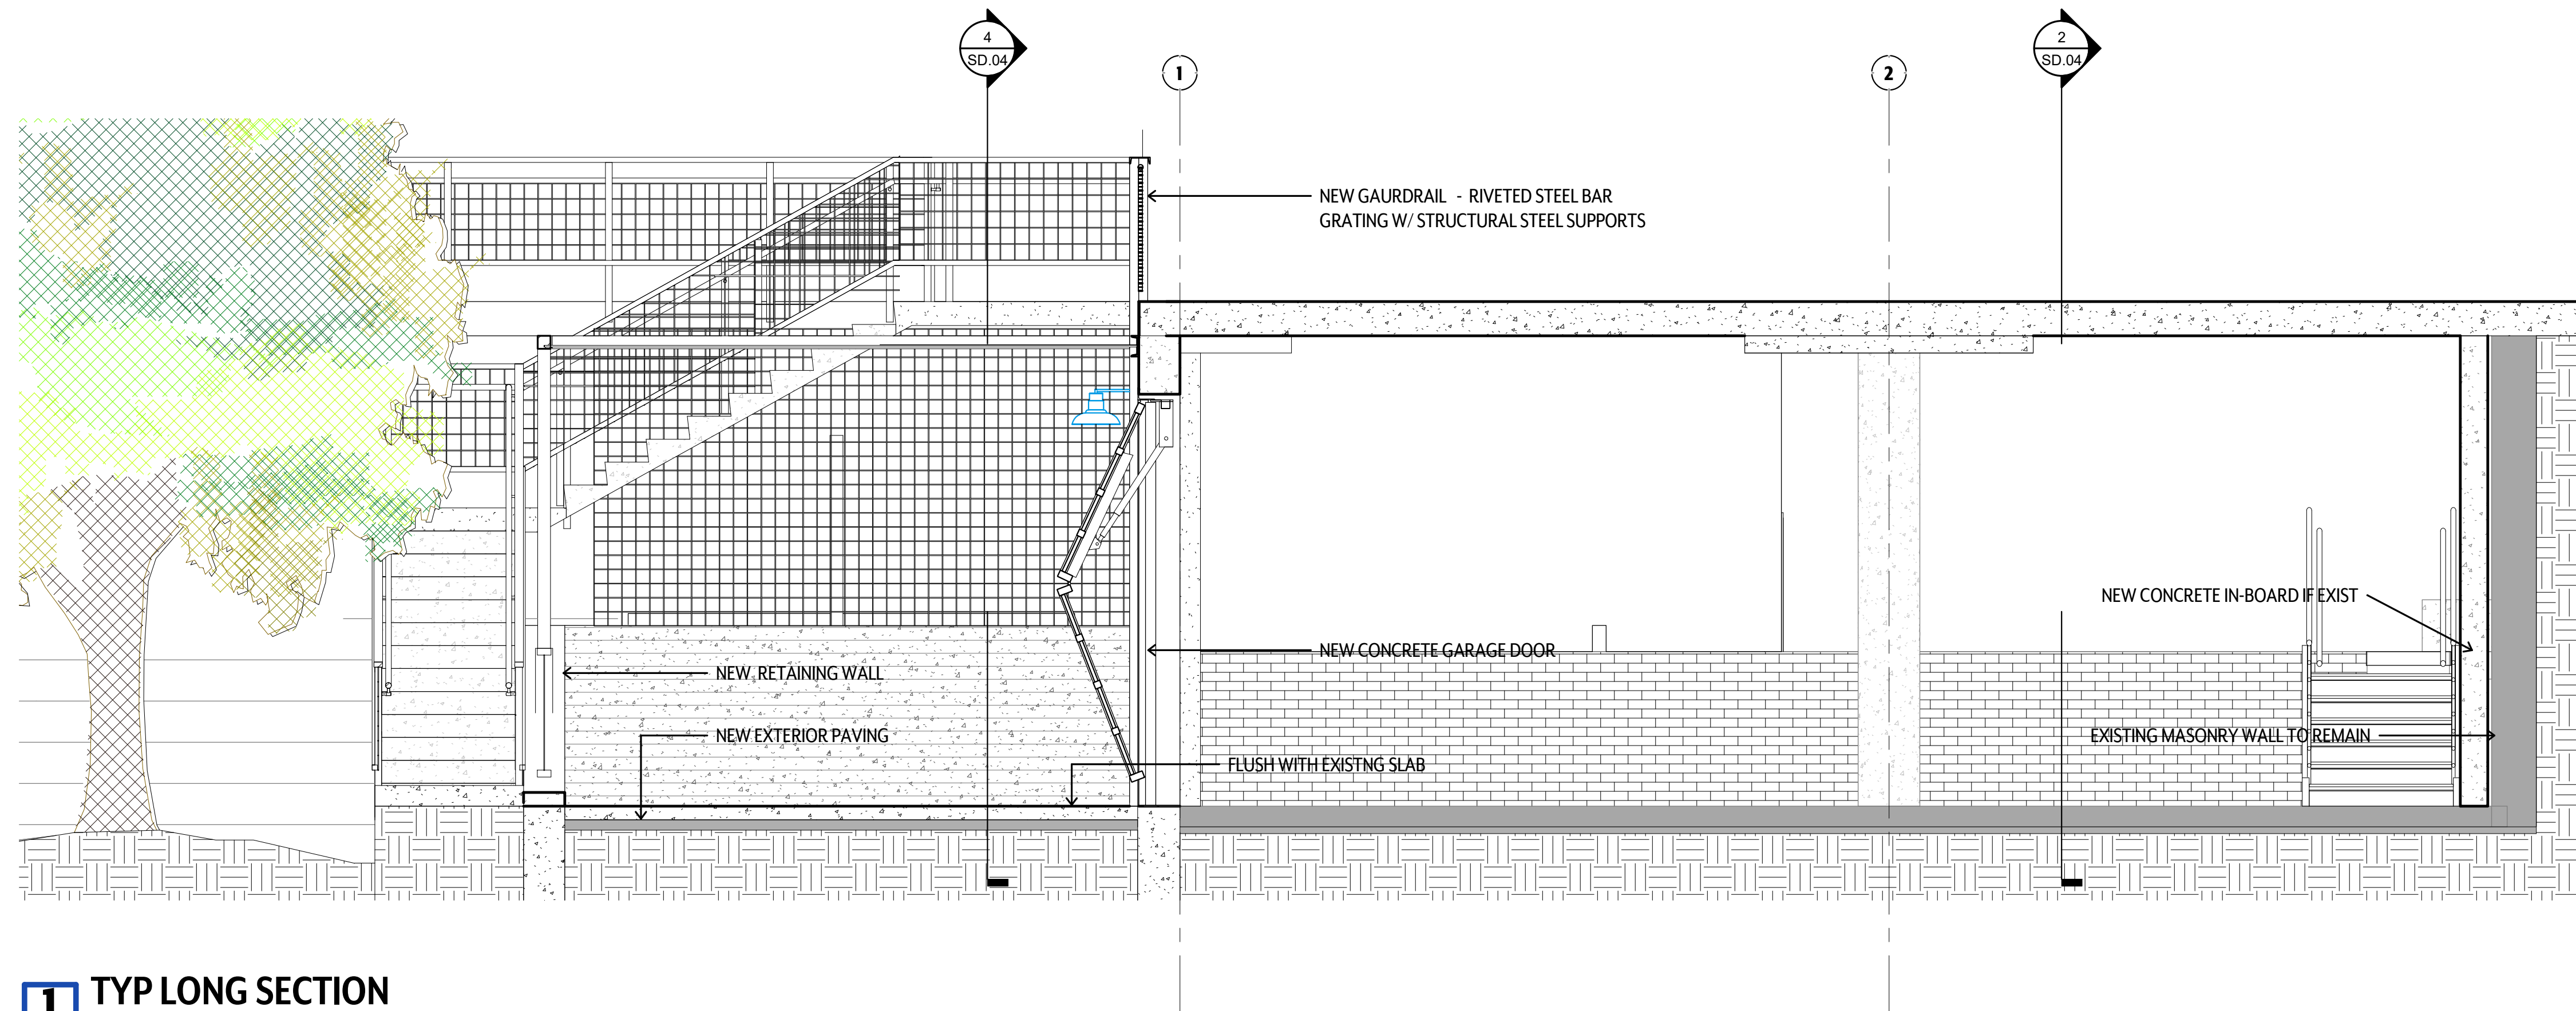 4
SD.04
1
2
2
SD.04
NEW GAURDRAIL - RIVETED STEEL BAR
GRATING W/ STRUCTURAL STEEL SUPPORTS
NEW CONCRETE IN-BOARD IF EXIST
NEW CONCRETE GARAGE DOOR
NEW RETAINING WALL
NEW EXTERIOR PAVING
EXISTING MASONRY WALL TO REMAIN
FLUSH WITH EXISTNG SLAB
1
TYP LONG SECTION